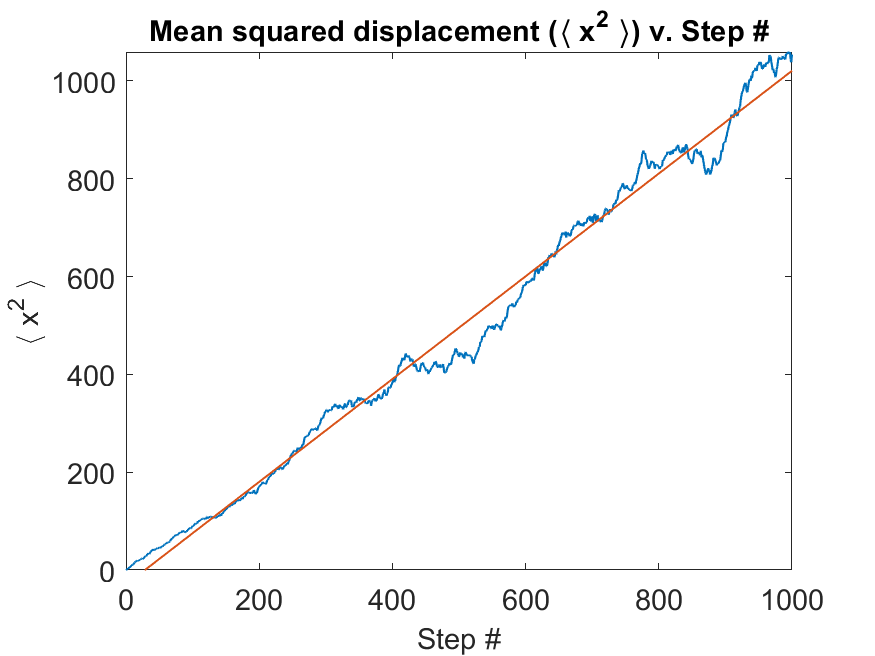 Mean squared displacement (⟨ x² ⟩) v. Step #
1000
800
600
400
200
0
⟨ x² ⟩
0 200 400 600 800 1000
Step #